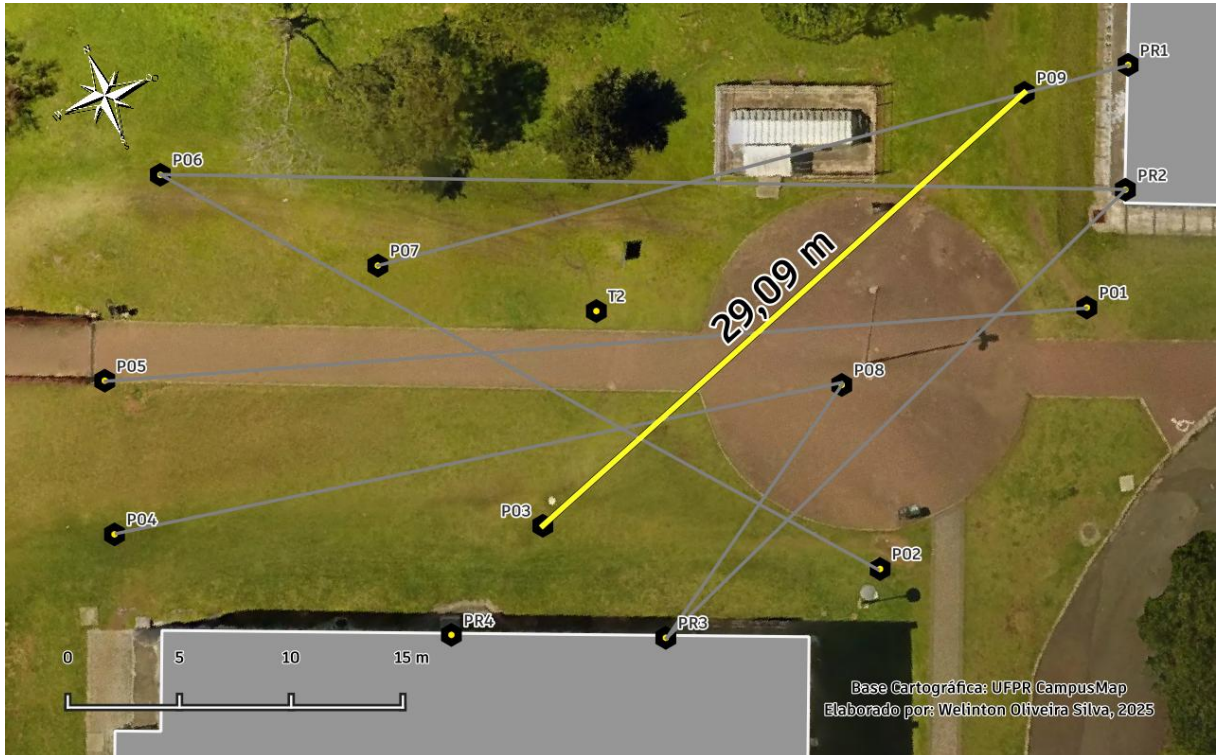 PR1
P09
P06
PR2
P07
T2
P01
29,09 m
P05
P08
P04
P03
P02
PR4
PR3
0 5 10 15 m
Base Cartográfica: UFPR CampusMap
Elaborado por: Welinton Oliveira Silva, 2025